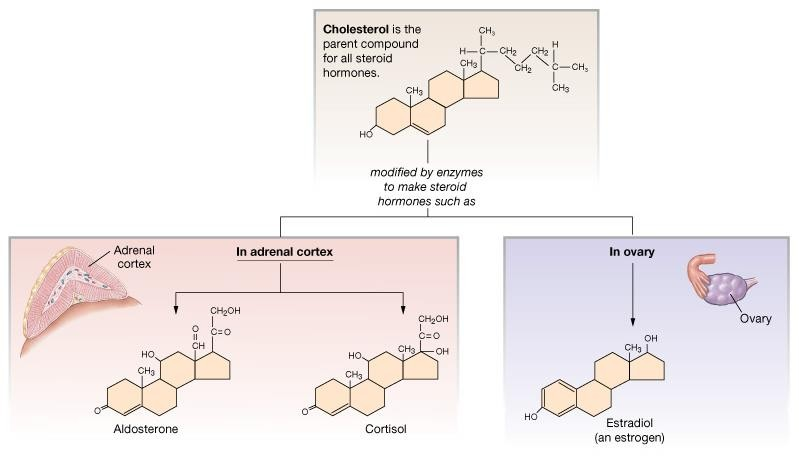 Cholesterol is the
parent compound
for all steroid
hormones.
CH3
H
C
CH2
CH2
H
CH3
CH2
C
CH3
CH3
CH3
HO
modified by enzymes
to make steroid
hormones such as
Adrenal
cortex
In adrenal cortex
CH2OH
O
C=O
CH
HO
CH3
O
Aldosterone
CH2OH
C=O
HO
CH3
OH
CH3
O
Cortisol
In ovary
Ovary
OH
CH3
HO
Estradiol
(an estrogen)